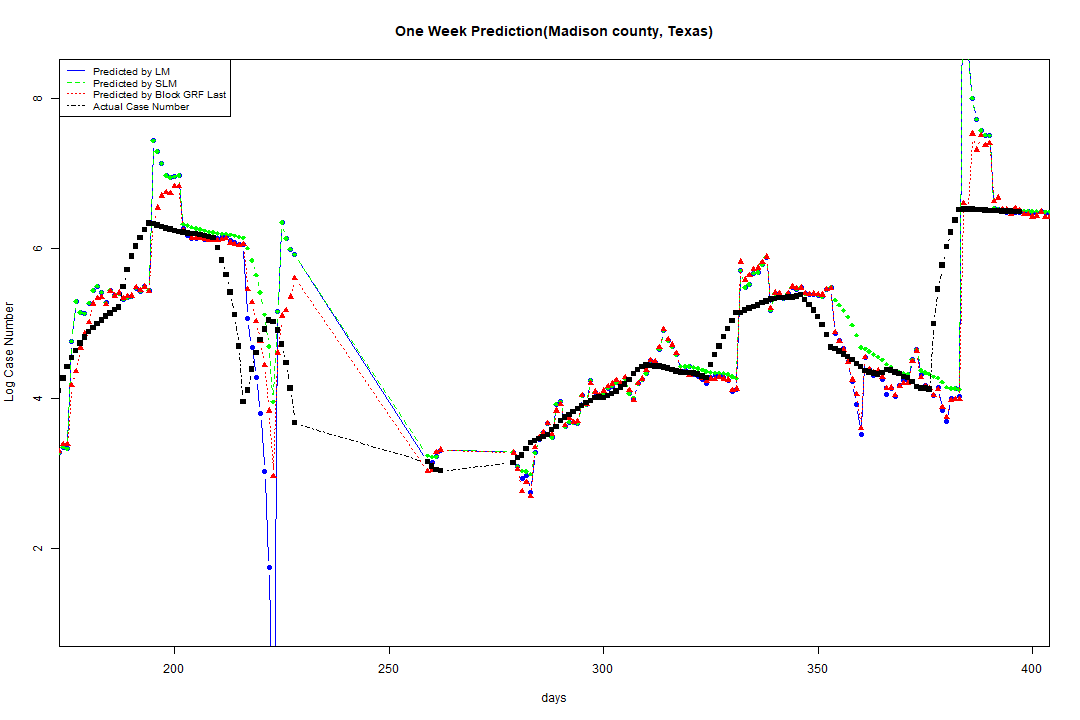 One Week Prediction(Madison county, Texas)
Predicted by LM
Predicted by SLM
Predicted by Block GRF Last
Actual Case Number
8
6
4
2
Log Case Number
200 250 300 350 400
days